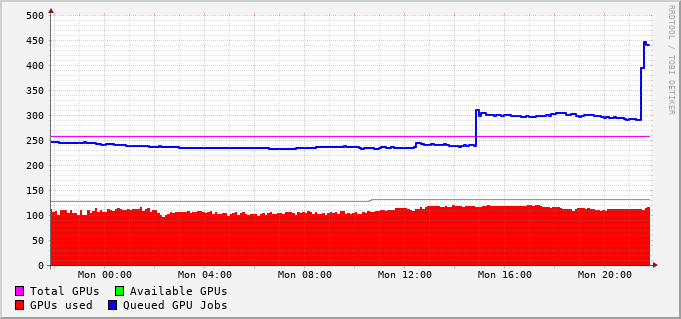 500
450
400
350
300
250
200
150
100
50
0
Mon 00:00 Mon 04:00 Mon 08:00 Mon 12:00 Mon 16:00 Mon 20:00
Total GPUs Available GPUs
GPUs used Queued GPU Jobs
RRDTOOL / TOBI OETIKER